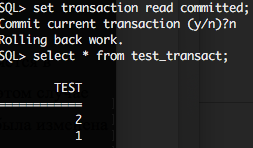 SQL> set transaction read committed;
Commit current transaction (y/n)?n
Rolling back work.
SQL> select * from test_transact;
TEST
============
2
1